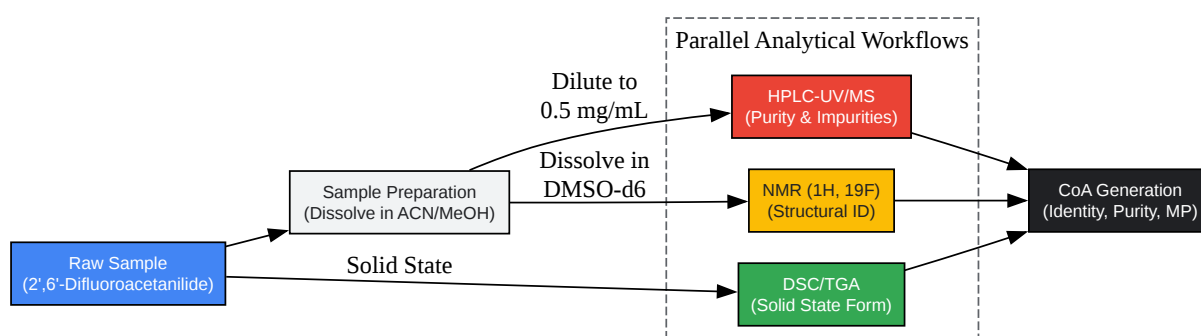 Parallel Analytical Workflows
Dilute to
0.5 mg/mL
HPLC-UV/MS
(Purity & Impurities)
Dissolve in
DMSO-d6
Sample Preparation
(Dissolve in ACN/MeOH)
NMR (1H, 19F)
(Structural ID)
CoA Generation
(Identity, Purity, MP)
Raw Sample
(2',6'-Difluoroacetanilide)
Solid State
DSC/TGA
(Solid State Form)